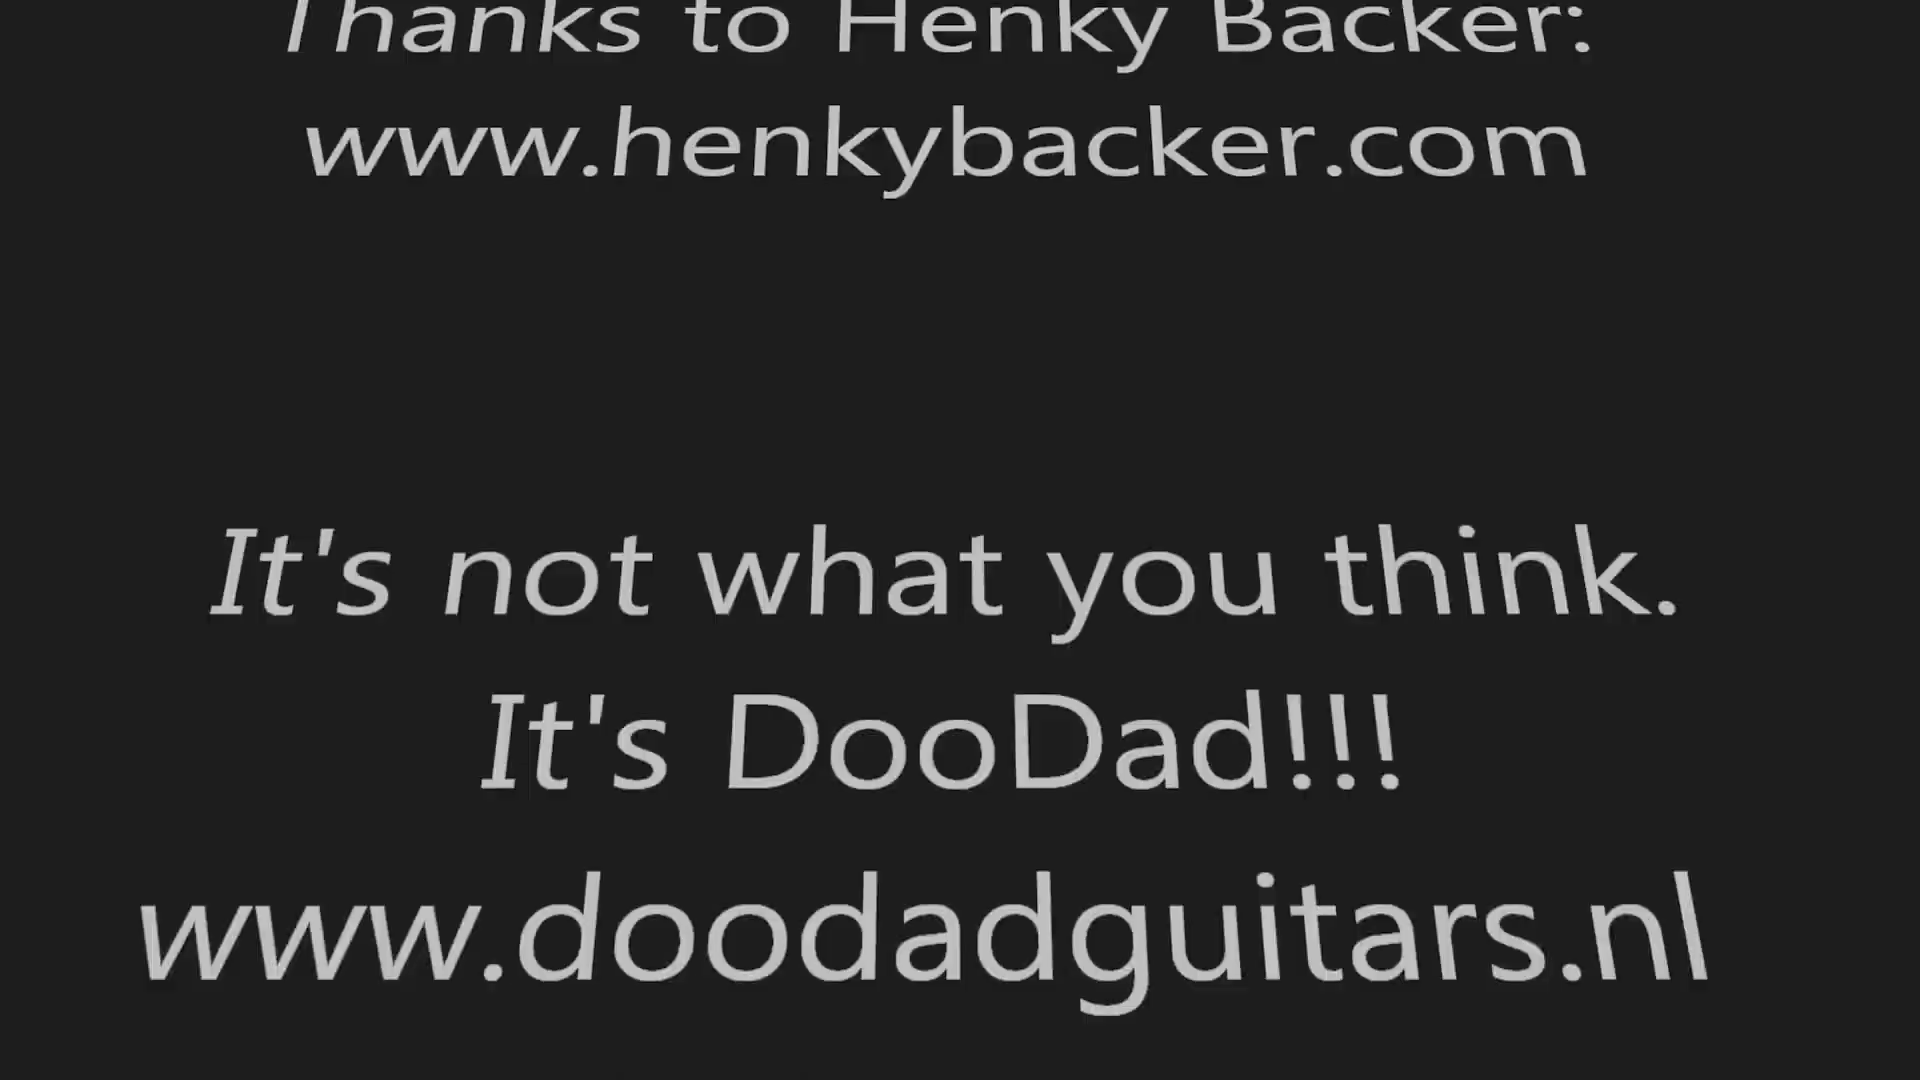 Thanks to Henky Backer:
www.henkybacker.com
It's not what you think.
It's DooDad!!!
www.doodadguitars.nl